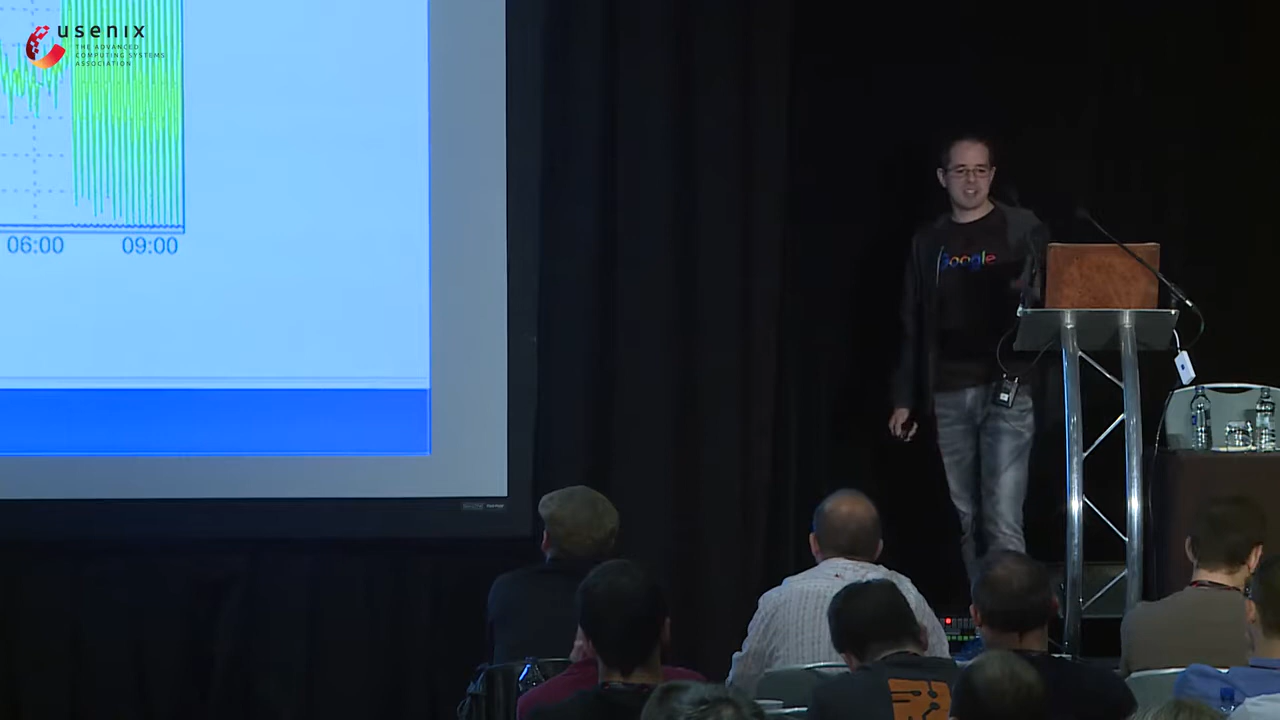 usenix
THE ADVANCED
COMPUTING SYSTEMS
ASSOCIATION
06:00
09:00
Google